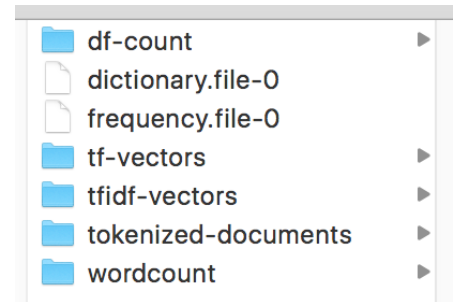 df-count
dictionary.file-0
frequency.file-0
tf-vectors
tfidf-vectors
tokenized-documents
wordcount